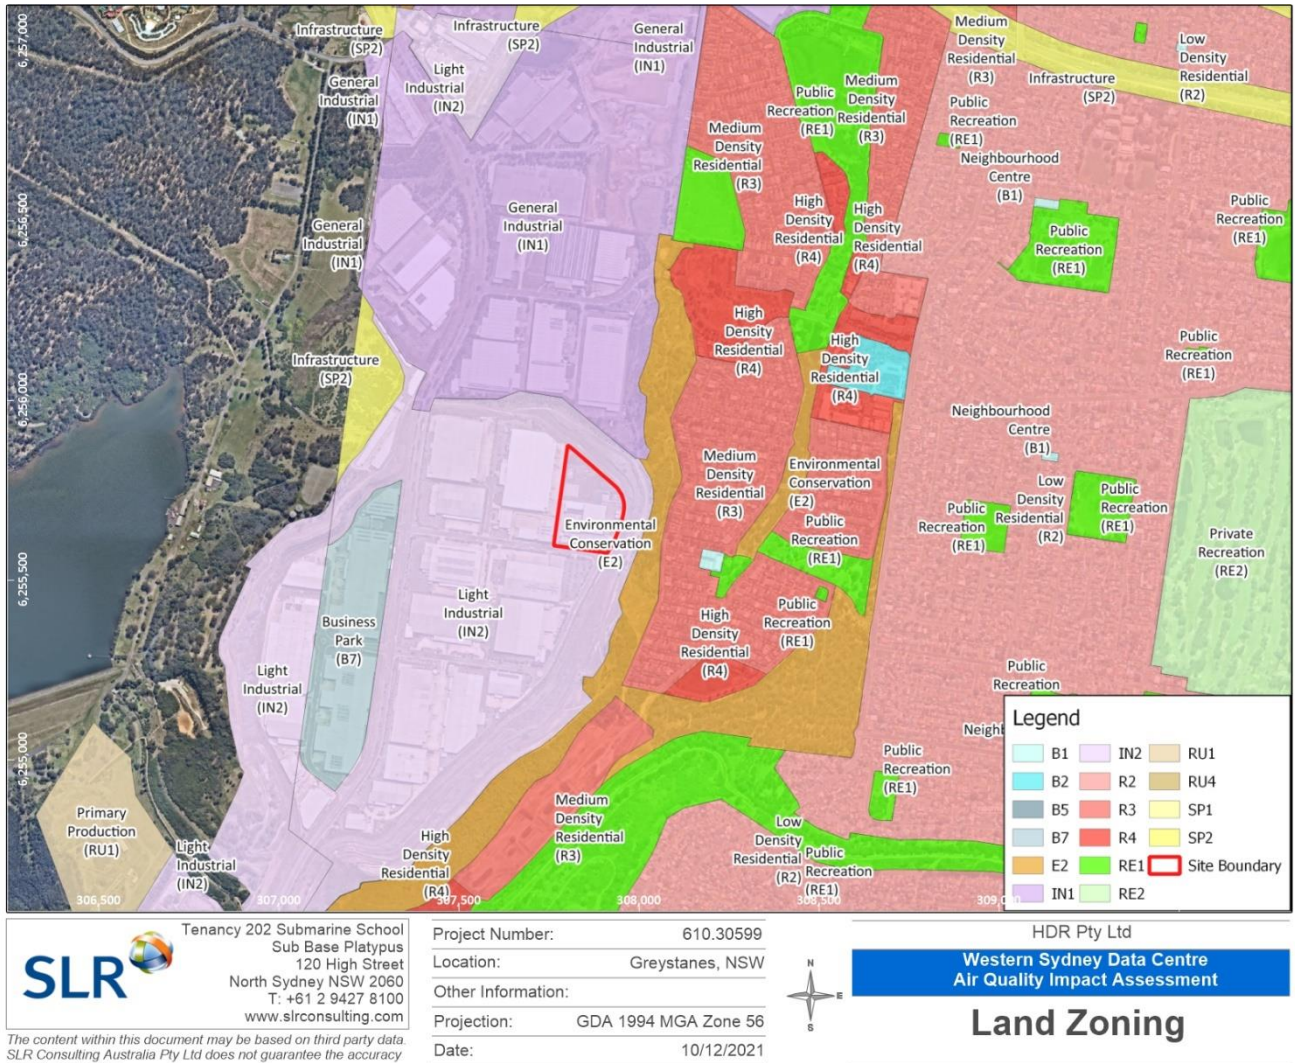 Infrastructure
(SP2)
Infrastructure
(SP2)
General
Industrial
(IN1)
Medium
Density
Residential
(R3)
Low
Density
Residential
(R2)
Infrastructure
(SP2)
General
Industrial
(IN1)
Light
Industrial
(IN2)
Public
Recreation
(RE1)
Medium
Density
Residential
(R3)
Public
Recreation
(RE1)
Medium
Density
Residential
(R3)
Neighbourhood
Centre
(B1)
General
Industrial
(IN1)
General
Industrial
(IN1)
High
Density
Residential
(R4)
High
Density
Residential
(R4)
Public
Recreation
(RE1)
Public
Recreation
(RE1)
Infrastructure
(SP2)
High
Density
Residential
(R4)
High
Density
Residential
(R4)
Public
Recreation
(RE1)
Neighbourhood
Centre
(B1)
Medium
Density
Residential
(R3)
Environmental
Conservation
(E2)
Low
Density
Residential
(R2)
Public
Recreation
(RE1)
Public
Recreation
(RE1)
Environmental
Conservation
(E2)
Public
Recreation
(RE1)
Private
Recreation
(RE2)
Business
Park
(B7)
Light
Industrial
(IN2)
High
Density
Residential
(R4)
Public
Recreation
(RE1)
Light
Industrial
(IN2)
Public
Recreation
Neighb
Public
Recreation
(RE1)
Primary
Production
(RU1)
Light
Industrial
(IN2)
High
Density
Residential
(R4)
Medium
Density
Residential
(R3)
Low
Density
Residential
(R2)
Public
Recreation
(RE1)
6,257,000
6,256,500
6,256,000
6,255,500
6,255,000
306,500
307,000
307,500
308,000
308,500
309,0
Legend
B1
IN2
RU1
B2
R2
RU4
B5
R3
SP1
B7
R4
SP2
E2
RE1
Site Boundary
IN1
RE2
SLR
Tenancy 202 Submarine School
Sub Base Platypus
120 High Street
North Sydney NSW 2060
T: +61 2 9427 8100
www.slrconsulting.com
The content within this document may be based on third party data.
SLR Consulting Australia Pty Ltd does not guarantee the accuracy
Project Number: 610.30599
Location: Greystanes, NSW
Other Information:
Projection: GDA 1994 MGA Zone 56
Date: 10/12/2021
N
E
S
HDR Pty Ltd
Western Sydney Data Centre
Air Quality Impact Assessment
Land Zoning